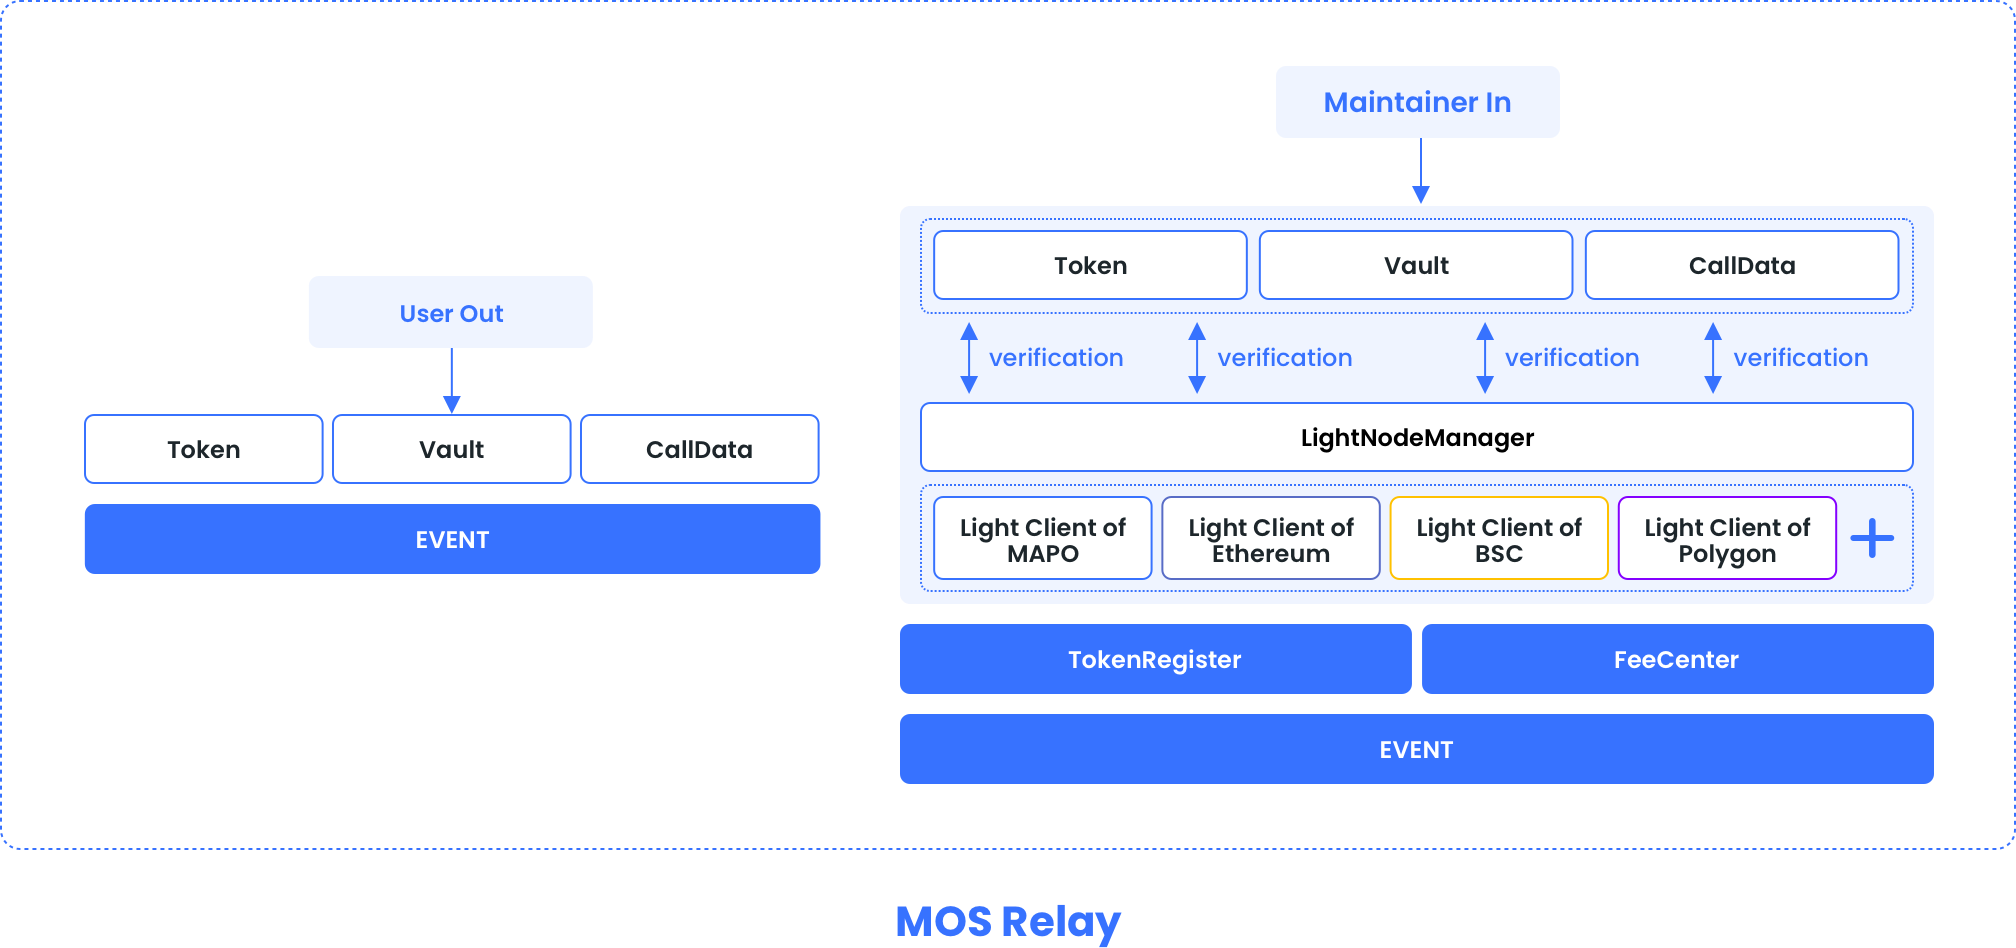 User Out
Token
Vault
CallData
EVENT
Maintainer In
Token
Vault
CallData
verification
verification
verification
verification
LightNodeManager
Light Client of
MAPO
Light Client of
Ethereum
Light Client of
BSC
Light Client of
Polygon
TokenRegister
FeeCenter
EVENT
MOS Relay